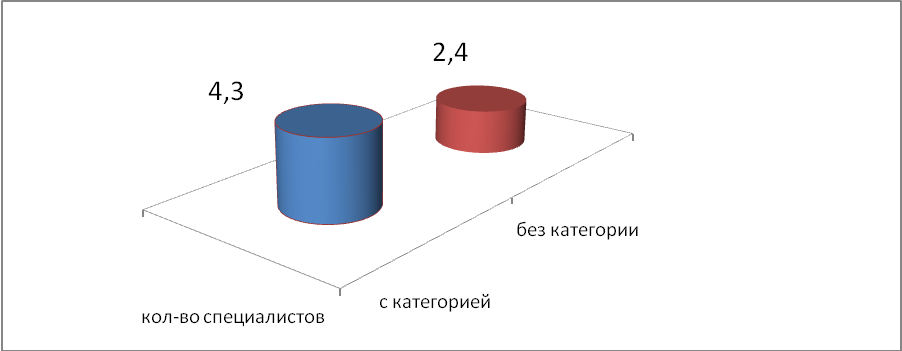 2,4
4,3
без категории
с категорией
кол-во специалистов